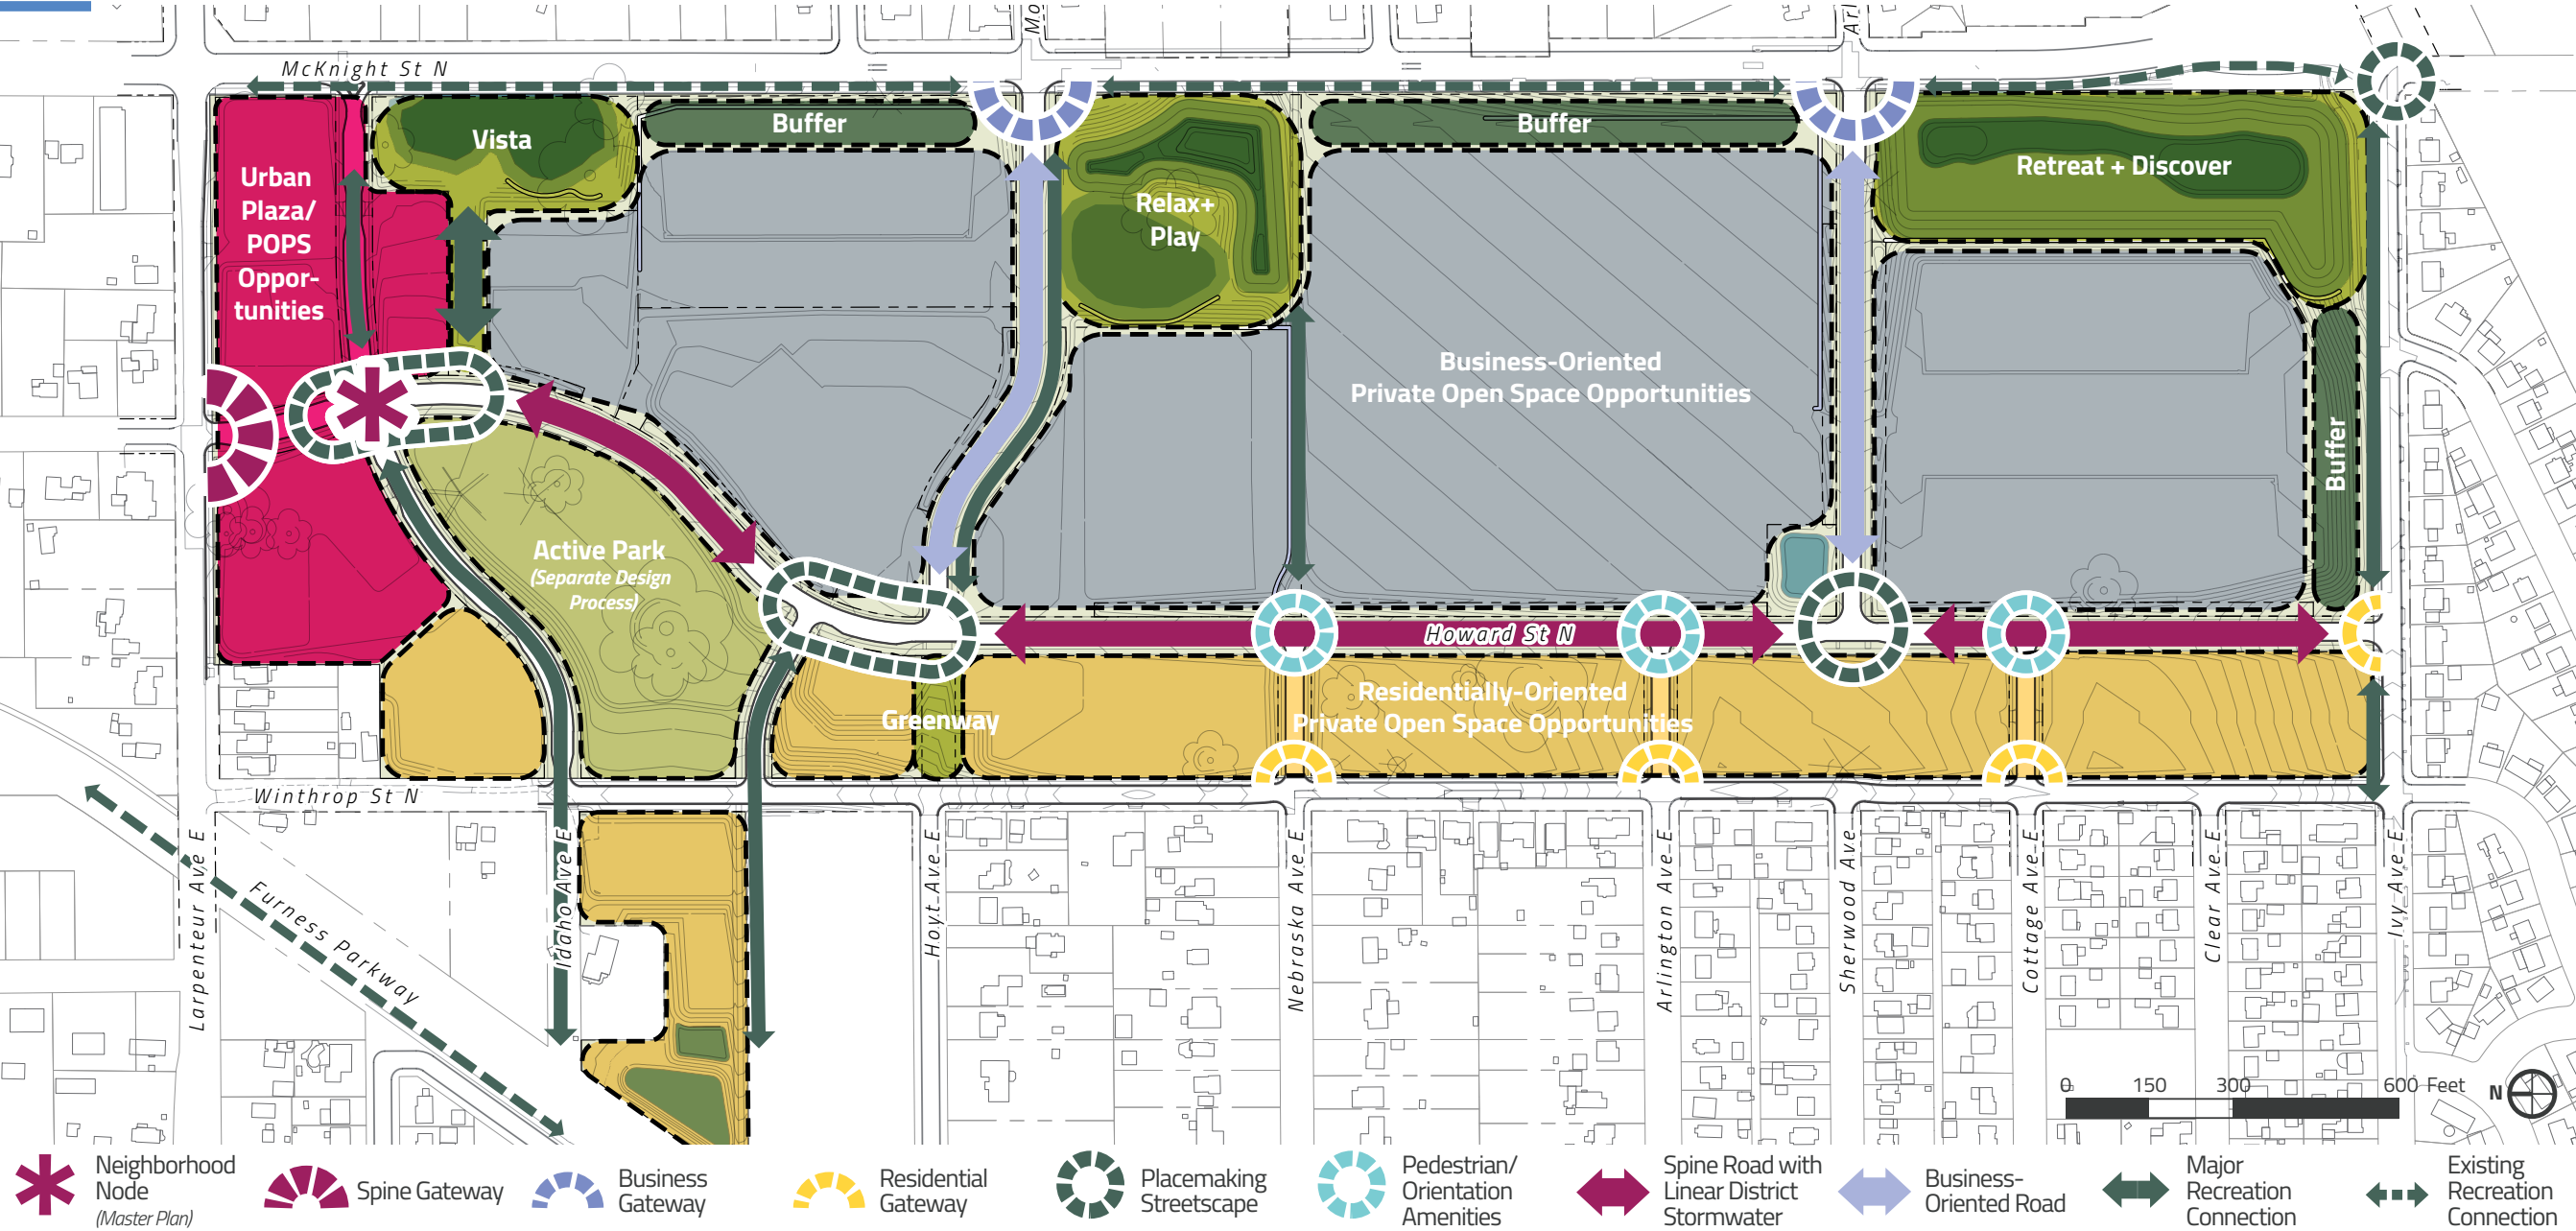 Mo
Arl
McKnight St N
Vista
Buffer
Buffer
Retreat + Discover
Urban
Plaza/
POPS
Oppor-
tunities
Relax+
Play
Business-Oriented
Private Open Space Opportunities
Buffer
Active Park
(Separate Design
Process)
Howard St N
Greenway
Residentially-Oriented
Private Open Space Opportunities
Winthrop St N
Larpenteur Ave E
Furness Parkway
Idaho Ave E
Hoyt Ave E
Nebraska Ave E
Arlington Ave E
Sherwood Ave
Cottage Ave E
Clear Ave E
Ivy Ave E
0 150 300 600 Feet
N
Neighborhood
Node
(Master Plan)
Spine Gateway
Business
Gateway
Residential
Gateway
Placemaking
Streetscape
Pedestrian/
Orientation
Amenities
Spine Road with
Linear District
Stormwater
Business-
Oriented Road
Major
Recreation
Connection
Existing
Recreation
Connection